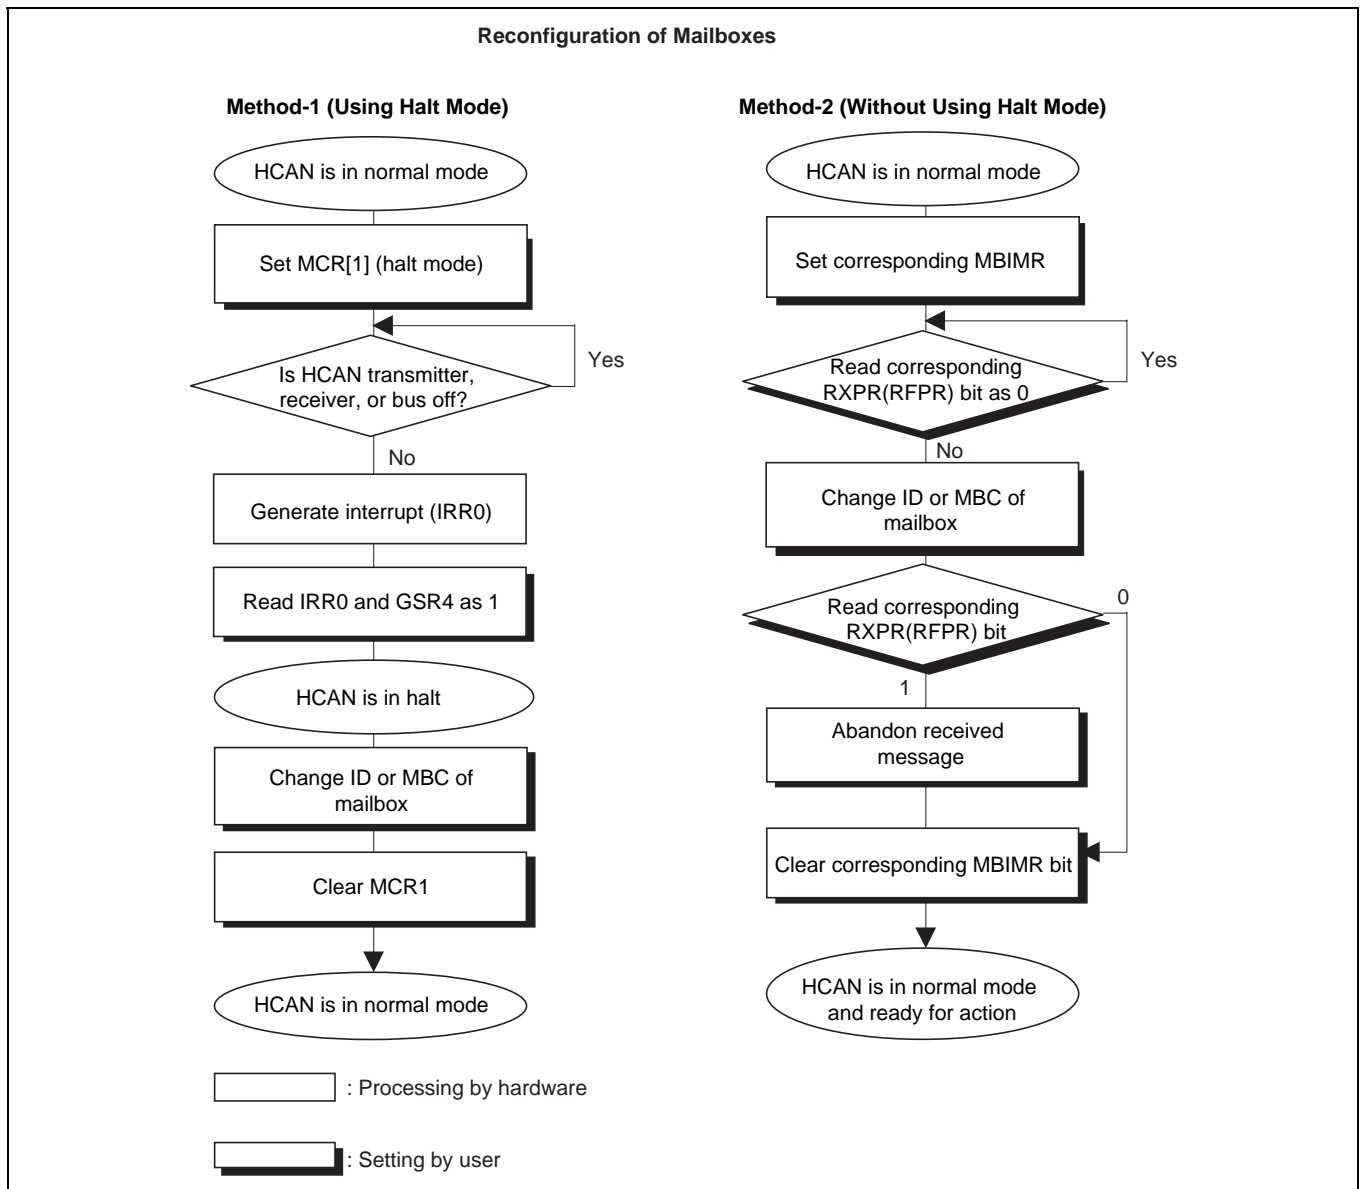 Reconfiguration of Mailboxes
Method-1 (Using Halt Mode)
HCAN is in normal mode
Set MCR[1] (halt mode)
Yes
Is HCAN transmitter,
receiver, or bus off?
No
Generate interrupt (IRR0)
Read IRR0 and GSR4 as 1
HCAN is in halt
Change ID or MBC of
mailbox
Clear MCR1
HCAN is in normal mode
Method-2 (Without Using Halt Mode)
HCAN is in normal mode
Set corresponding MBIMR
Yes
Read corresponding
RXPR(RFPR) bit as 0
No
Change ID or MBC of
mailbox
0
Read corresponding
RXPR(RFPR) bit
1
Abandon received
message
Clear corresponding MBIMR bit
HCAN is in normal mode
and ready for action
: Processing by hardware
: Setting by user